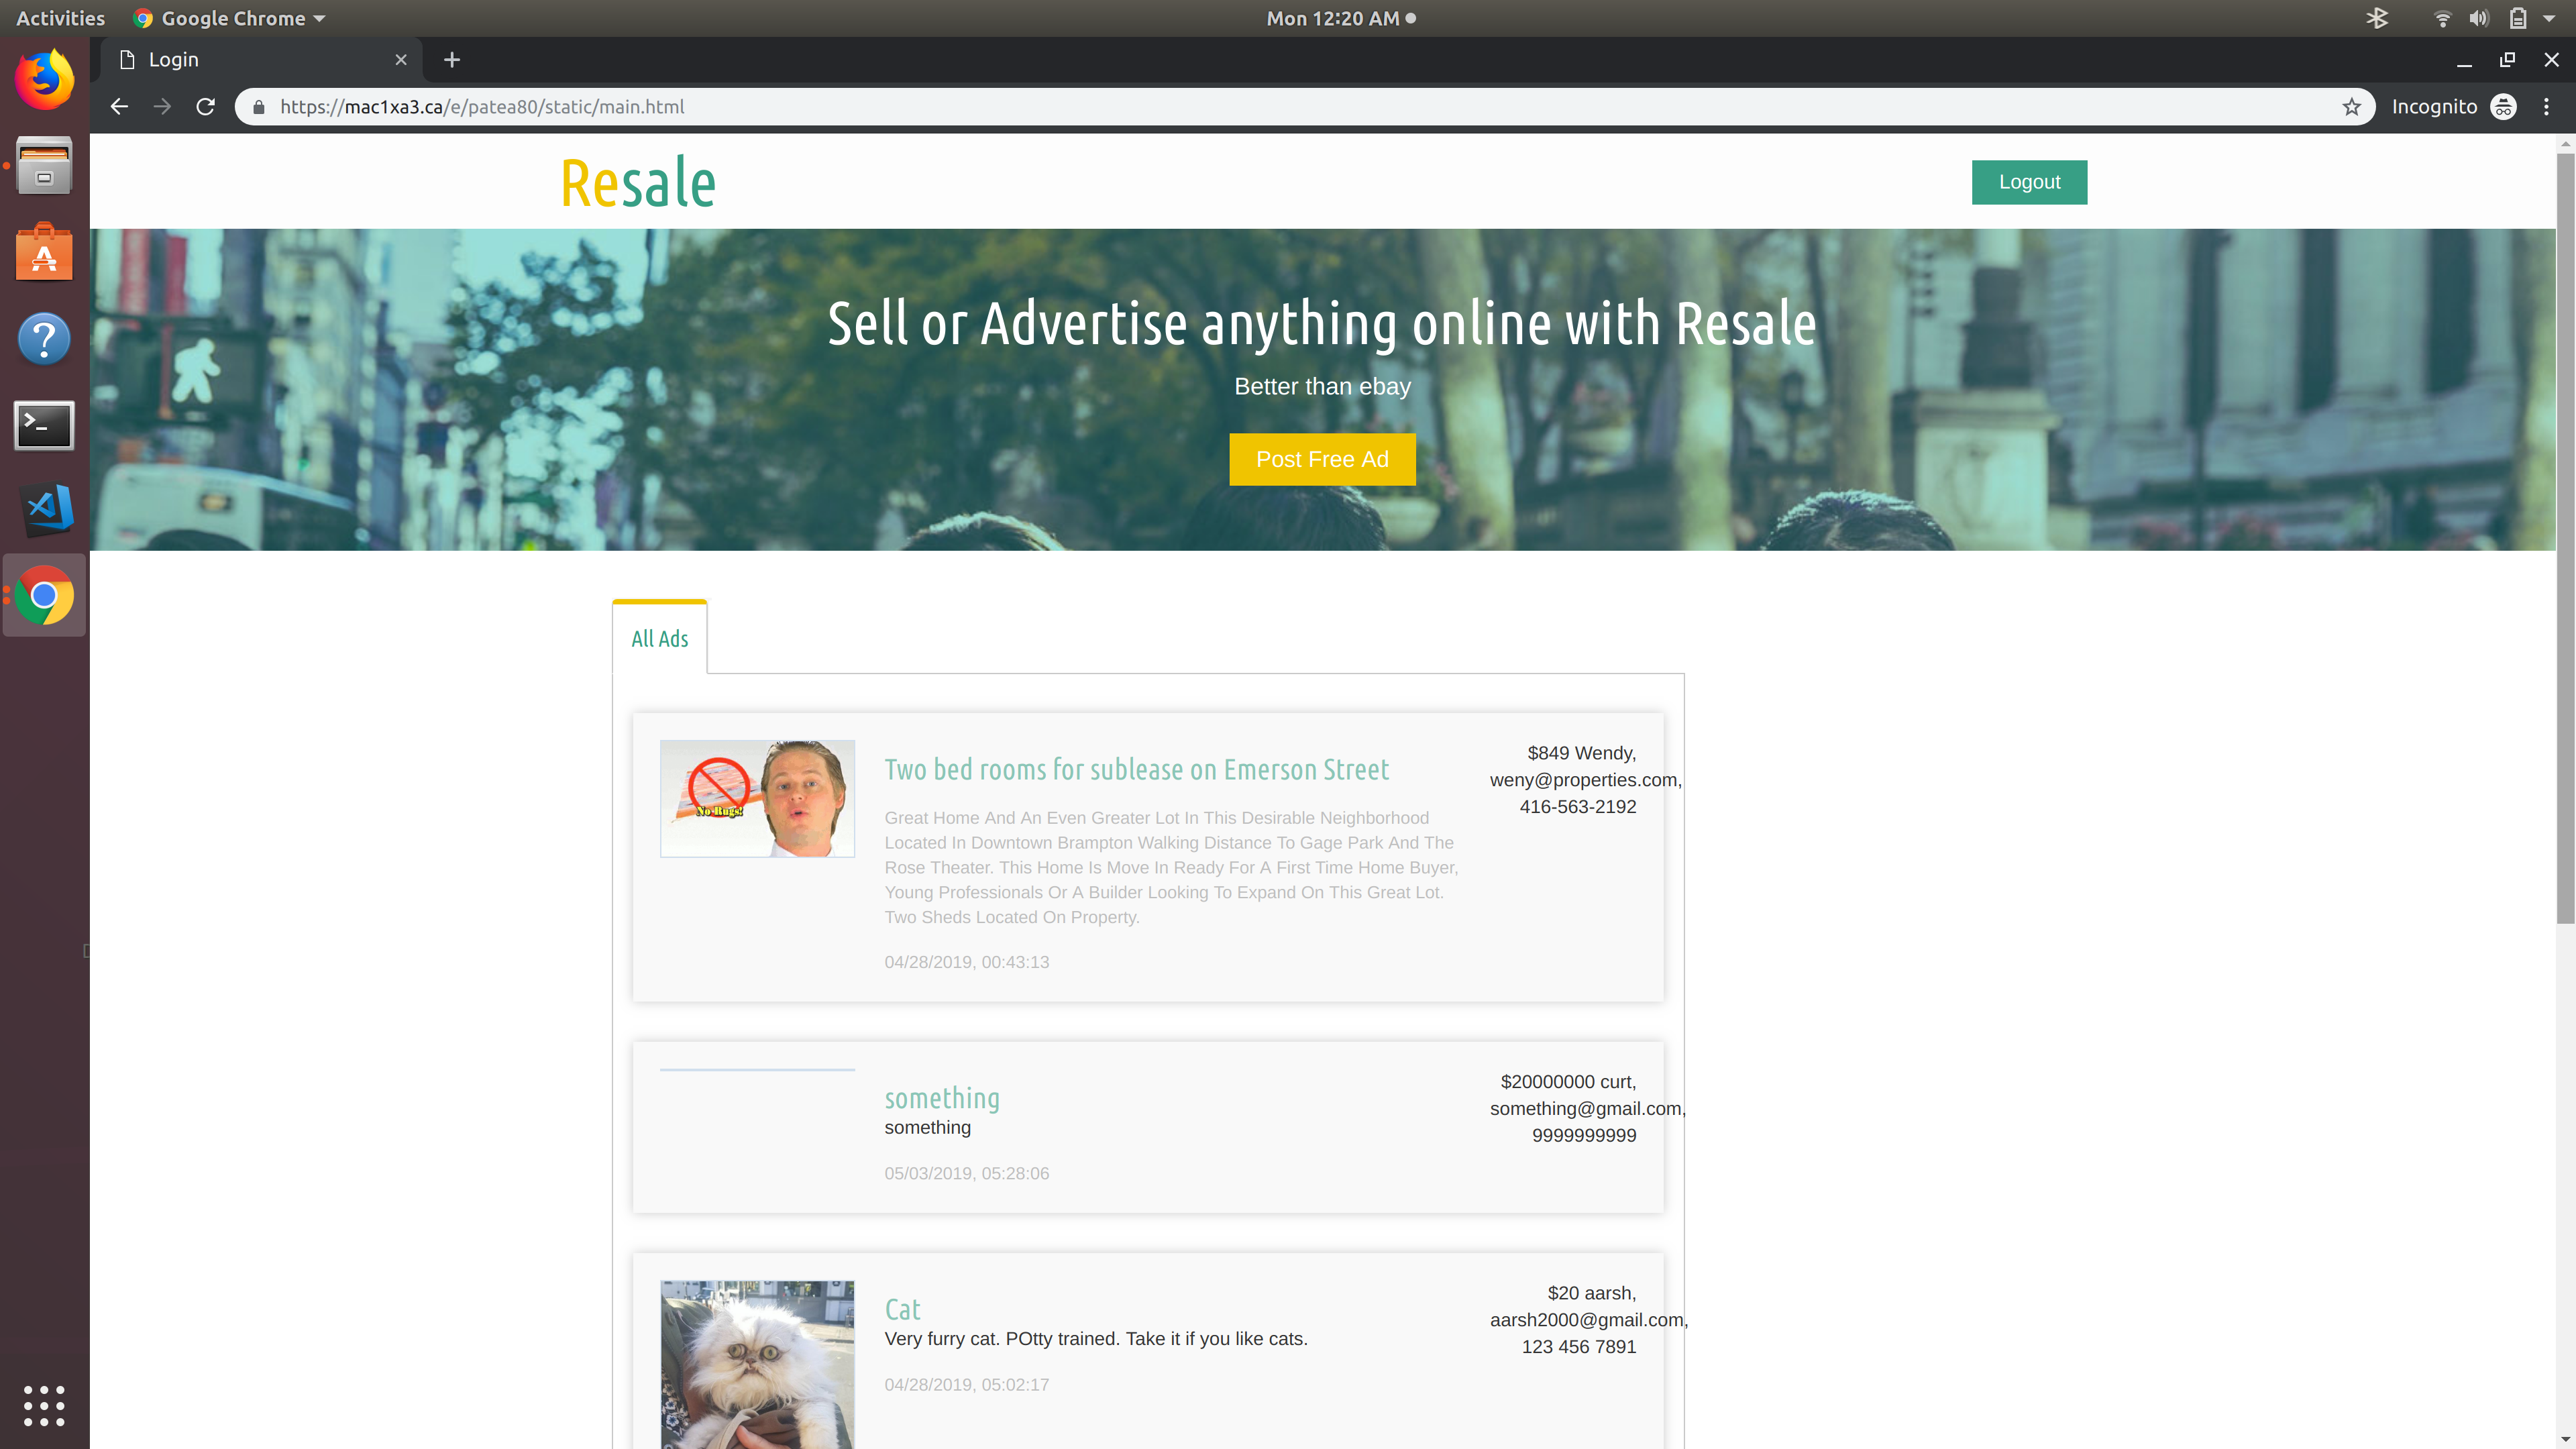 Activities
Google Chrome
Mon 12:20 AM
Login
https://mac1xa3.ca/e/patea80/static/main.html
Incognito
Resale
Logout
Sell or Advertise anything online with Resale
Better than ebay
Post Free Ad
All Ads
No Rugs!
Two bed rooms for sublease on Emerson Street
Great Home And An Even Greater Lot In This Desirable Neighborhood
Located In Downtown Brampton Walking Distance To Gage Park And The
Rose Theater. This Home Is Move In Ready For A First Time Home Buyer,
Young Professionals Or A Builder Looking To Expand On This Great Lot.
Two Sheds Located On Property.
04/28/2019, 00:43:13
$849 Wendy,
weny@properties.com,
416-563-2192
something
something
05/03/2019, 05:28:06
$20000000 curt,
something@gmail.com,
9999999999
Cat
Very furry cat. POtty trained. Take it if you like cats.
04/28/2019, 05:02:17
$20 aarsh,
aarsh2000@gmail.com,
123 456 7891